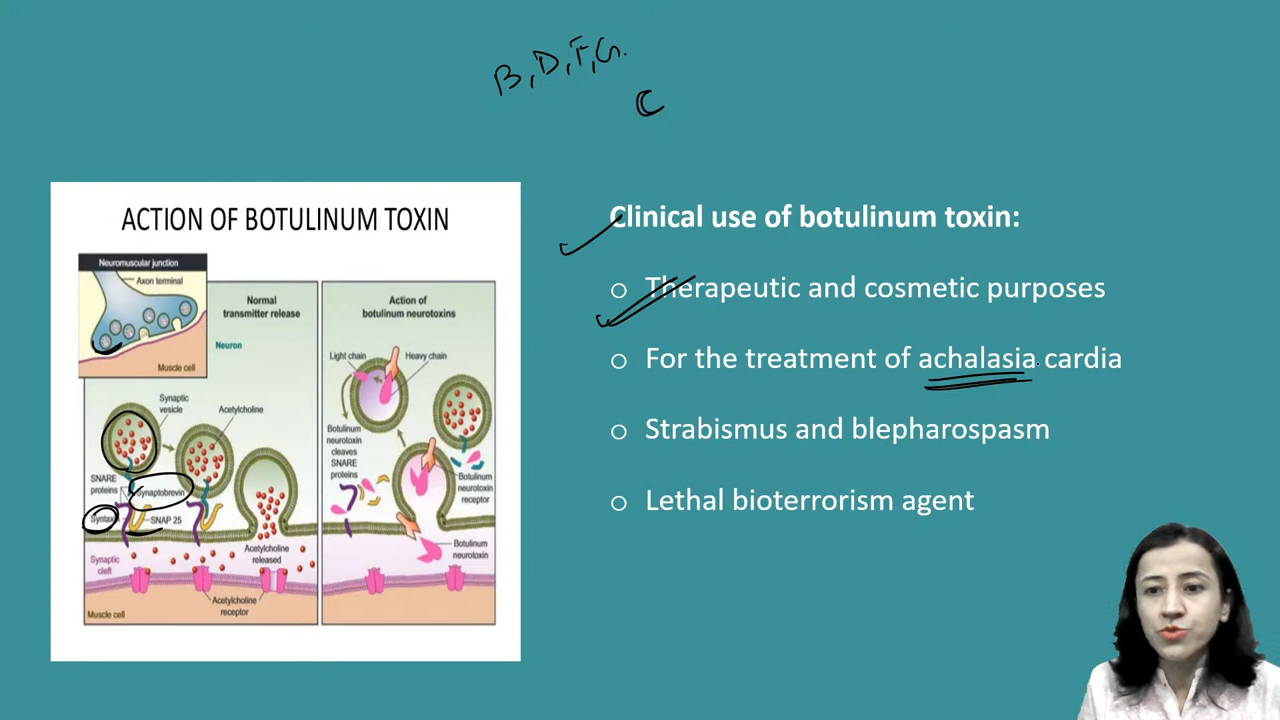 B, D, F, G.
C
ACTION OF BOTULINUM TOXIN
Neuromuscular junction
Axon terminal
Muscle cell
Normal
transmitter release
Neuron
Synaptic
vesicle
Acetylcholine
SNARE
proteins
Synaptobrevin
SNAP 25
Synaptic
cleft
Acetylcholine
released
Acetylcholine
receptor
Muscle cell
Action of
botulinum neurotoxins
Light chain
Heavy chain
Botulinum
neurotoxin
cleaves
SNARE
proteins
Botulinum
neurotoxin
receptor
Botulinum
neurotoxin
Clinical use of botulinum toxin:
○ Therapeutic and cosmetic purposes
○ For the treatment of achalasia cardia
○ Strabismus and blepharospasm
○ Lethal bioterrorism agent